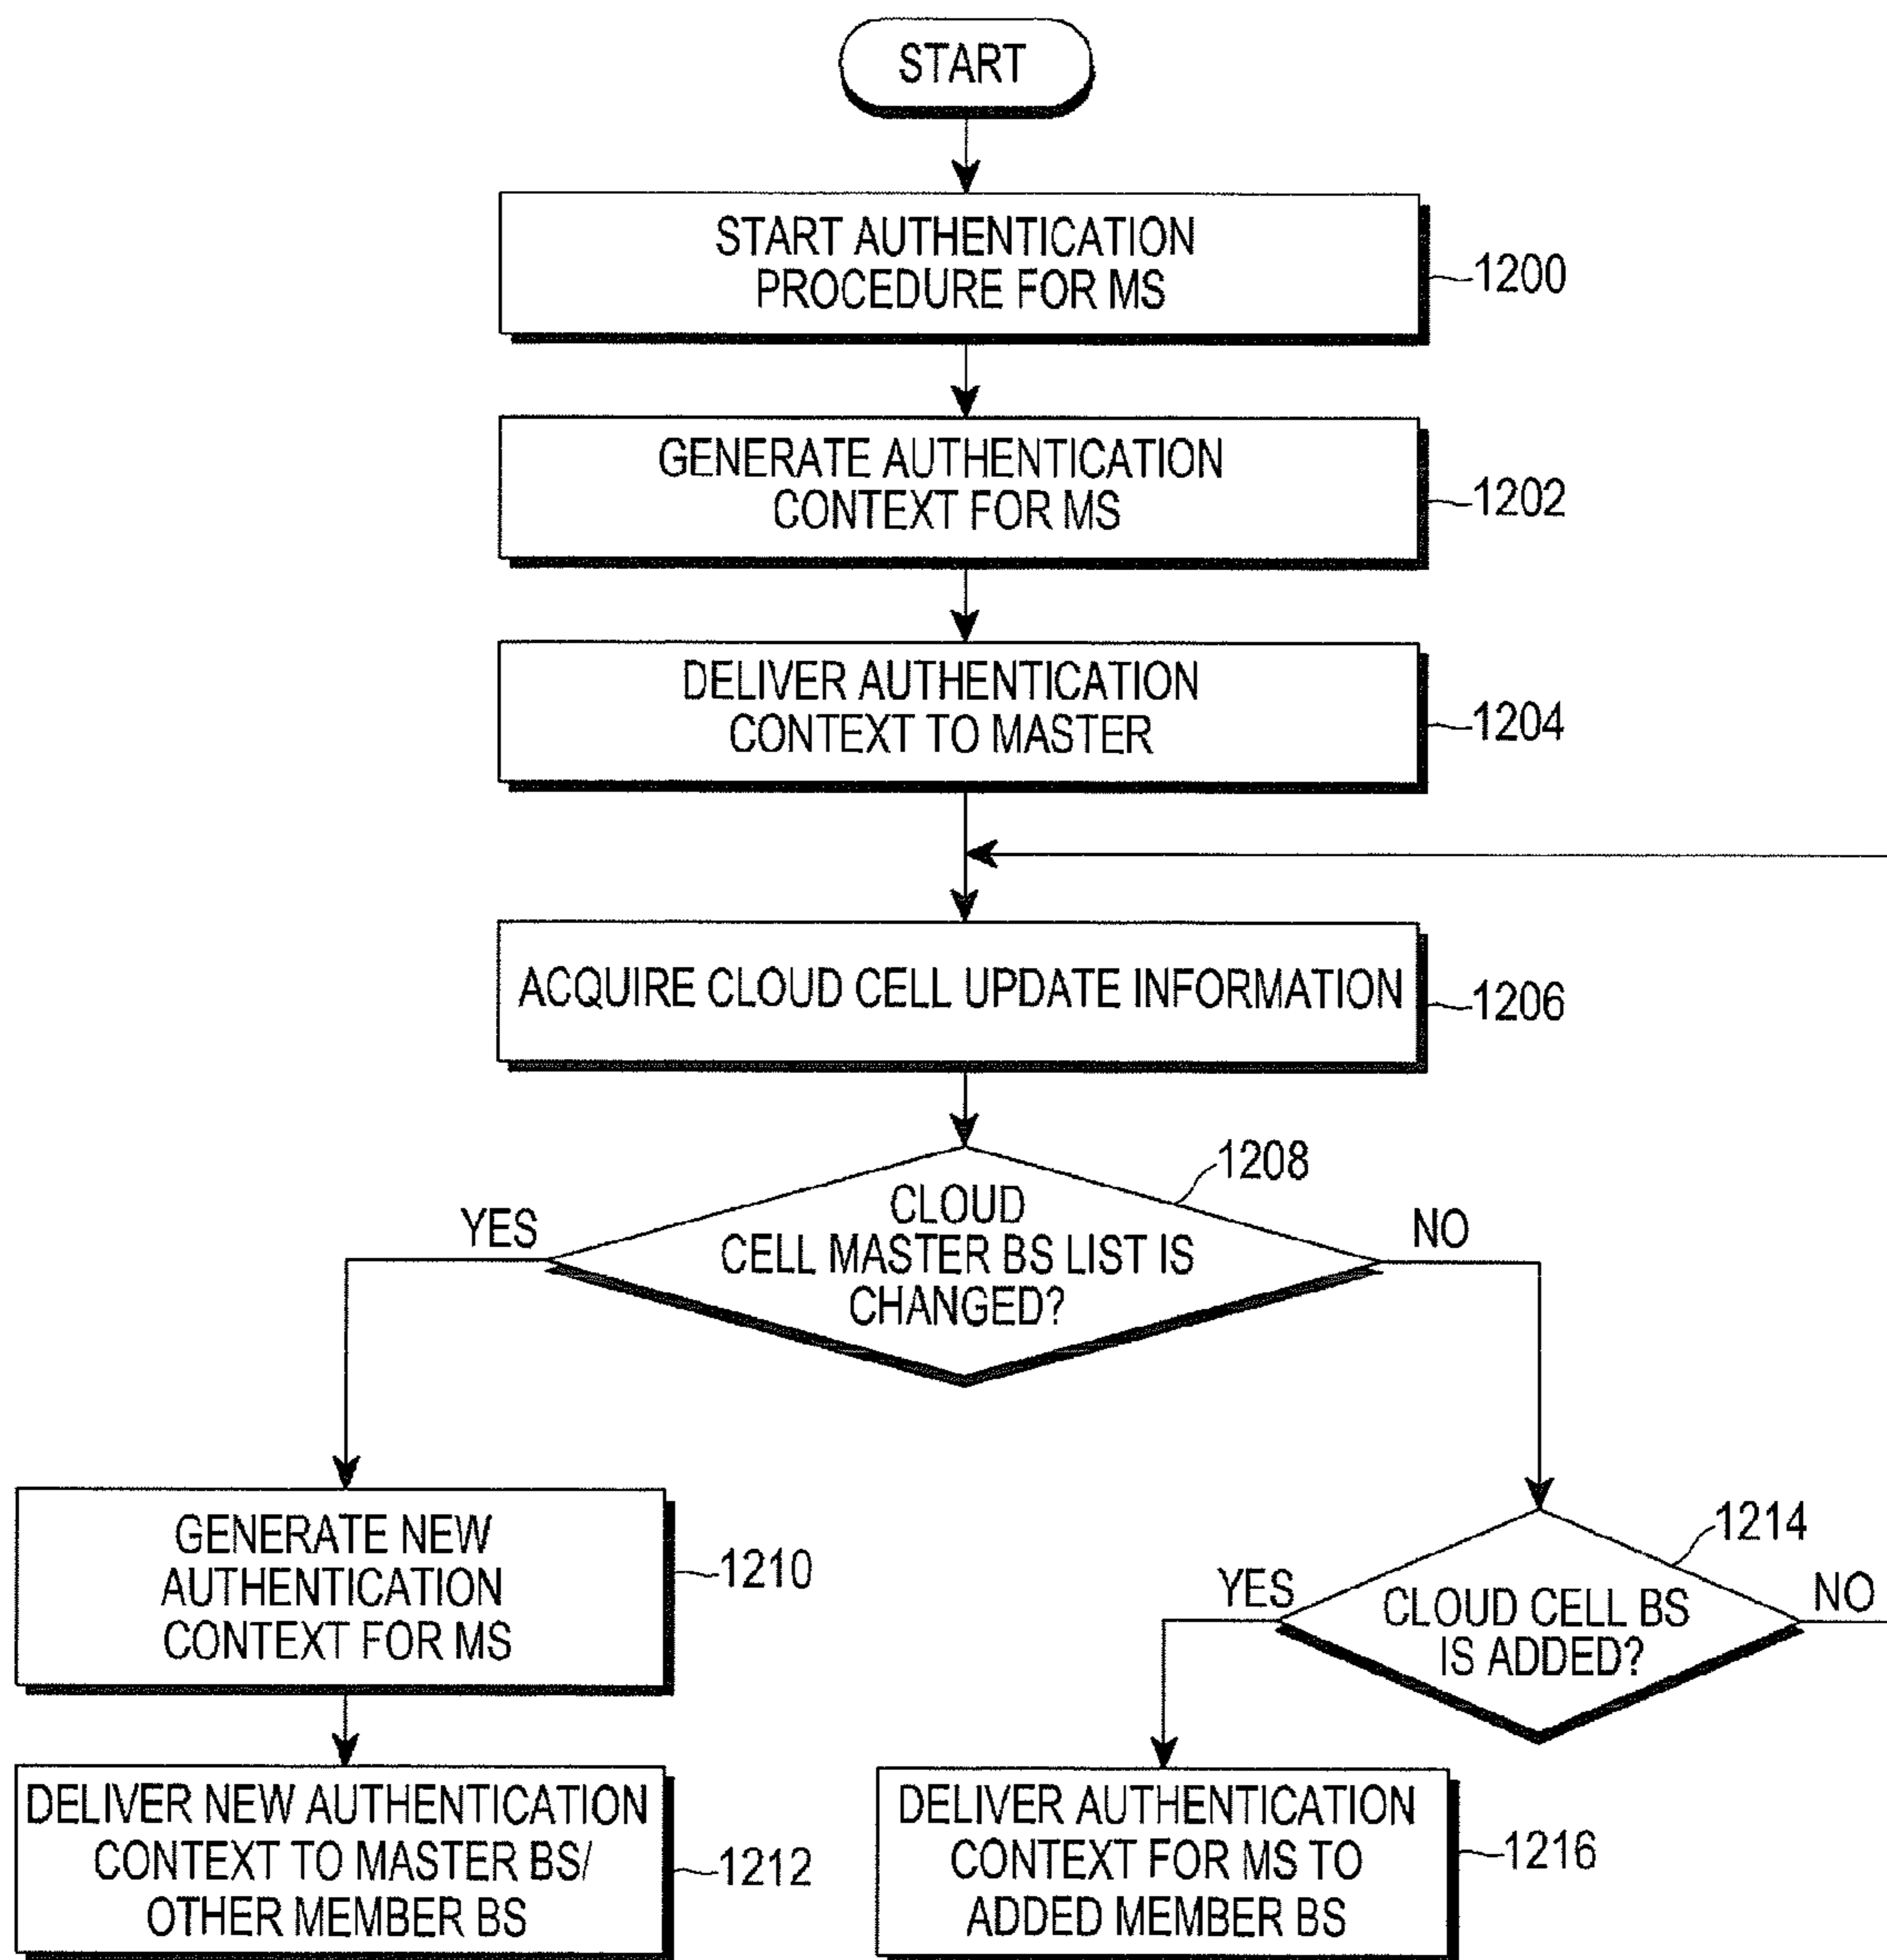 START
START AUTHENTICATION
PROCEDURE FOR MS
1200
GENERATE AUTHENTICATION
CONTEXT FOR MS
1202
DELIVER AUTHENTICATION
CONTEXT TO MASTER
1204
ACQUIRE CLOUD CELL UPDATE INFORMATION
1206
1208
CLOUD
CELL MASTER BS LIST IS
CHANGED?
YES
NO
GENERATE NEW
AUTHENTICATION
CONTEXT FOR MS
1210
1214
CLOUD CELL BS
IS ADDED?
YES
NO
DELIVER NEW AUTHENTICATION
CONTEXT TO MASTER BS/
OTHER MEMBER BS
1212
DELIVER AUTHENTICATION
CONTEXT FOR MS TO
ADDED MEMBER BS
1216